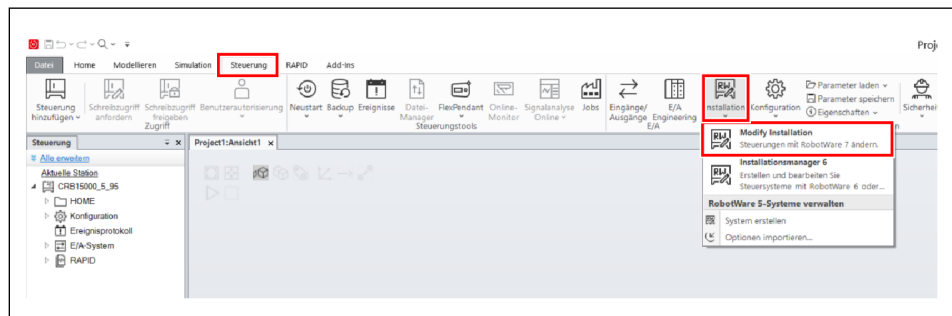 Proje
Datei Home Modellieren Simulation Steuerung RAPID Add-Ins
Steuerung hinzufügen
Schreibzugriff anfordern
Schreibzugriff freigeben
Benutzerautorisierung
Zugriff
Neustart Backup Ereignisse
Datei-Manager
FlexPendant
Online-Monitor
Signalanalyse Online
Jobs
Steuerungstools
Eingänge/ Ausgänge
E/A Engineering
E/A
Installation Konfiguration
Parameter laden
Parameter speichern
Eigenschaften
Steuerung
Project1:Ansicht1
Alle erweitern
Aktuelle Station
CRB15000_5_95
HOME
Konfiguration
Ereignisprotokoll
E/A-System
RAPID
Modify Installation
Steuerungen mit RobotWare 7 ändern.
Installationsmanager 6
Erstellen und bearbeiten Sie
Steuersysteme mit RobotWare 6 oder...
RobotWare 5-Systeme verwalten
System erstellen
Optionen importieren...